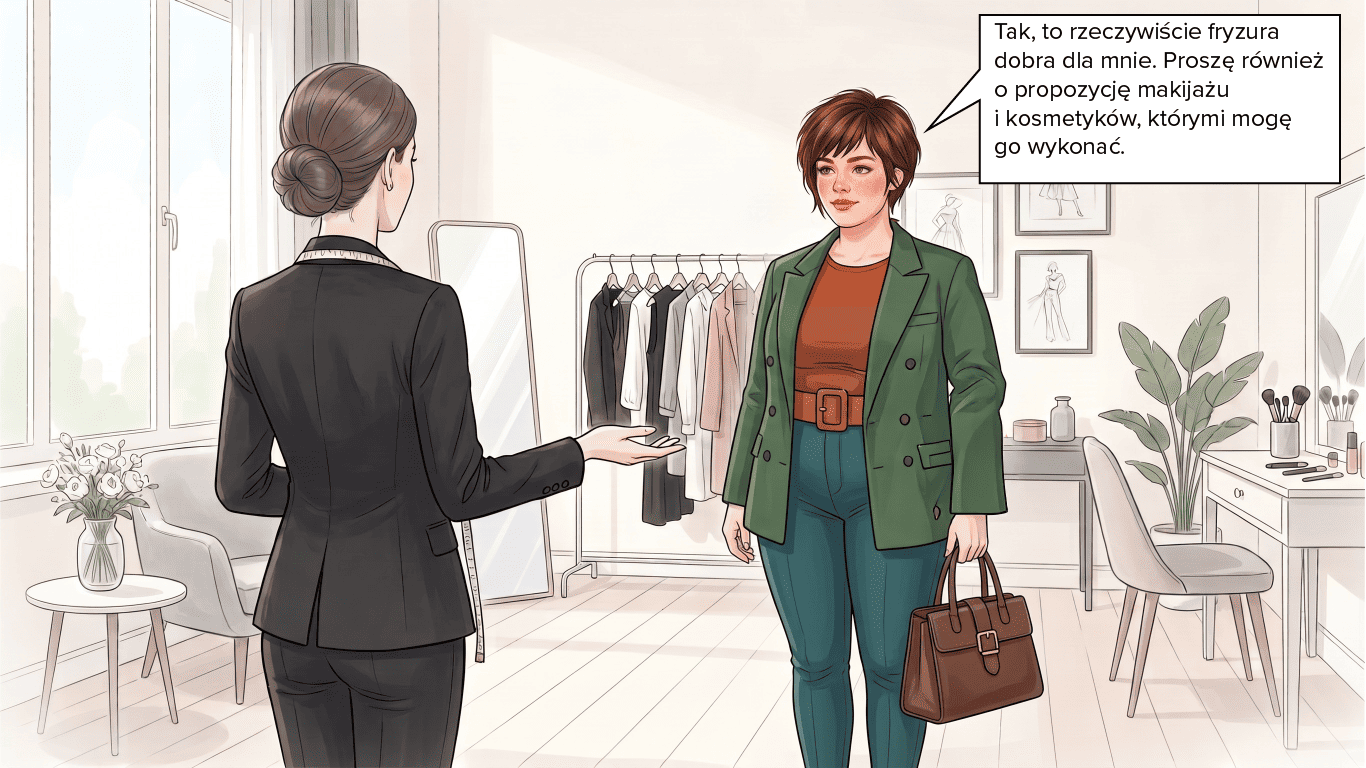 Tak, to rzeczywiście fryzura
dobra dla mnie. Proszę również
o propozycję makijażu
i kosmetyków, którymi mogę
go wykonać.